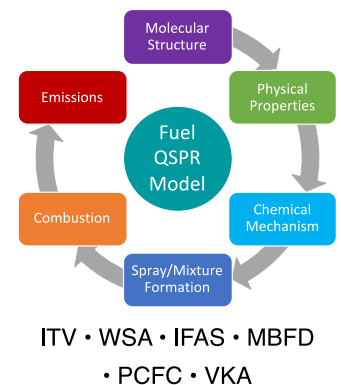 Molecular
Structure
Physical
Properties
Chemical
Mechanism
Spray/Mixture
Formation
Combustion
Emissions
Fuel
QSPR
Model
ITV • WSA • IFAS • MBFD
• PCFC • VKA